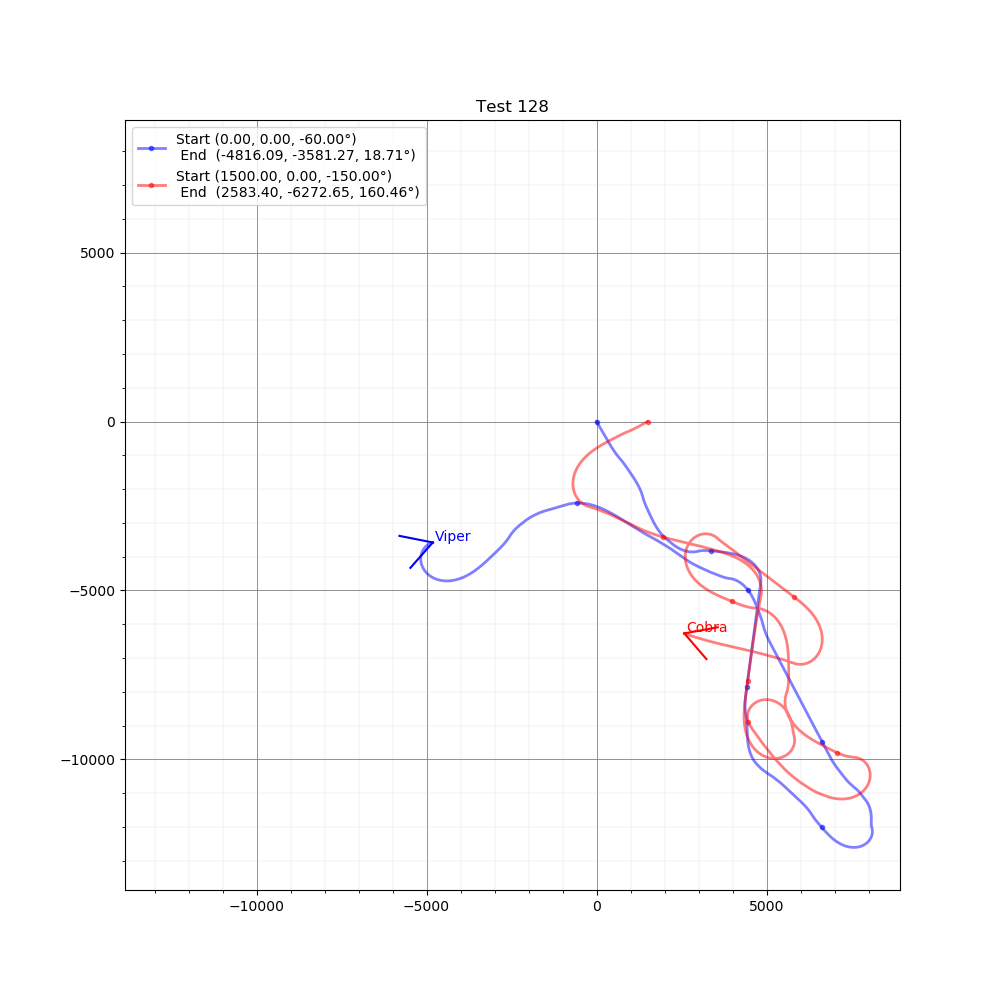 Test 128
Start (0.00, 0.00, -60.00°)
End (-4816.09, -3581.27, 18.71°)
Start (1500.00, 0.00, -150.00°)
End (2583.40, -6272.65, 160.46°)
5000
0
Viper
−5000
Cobra
−10000
−10000
−5000
0
5000